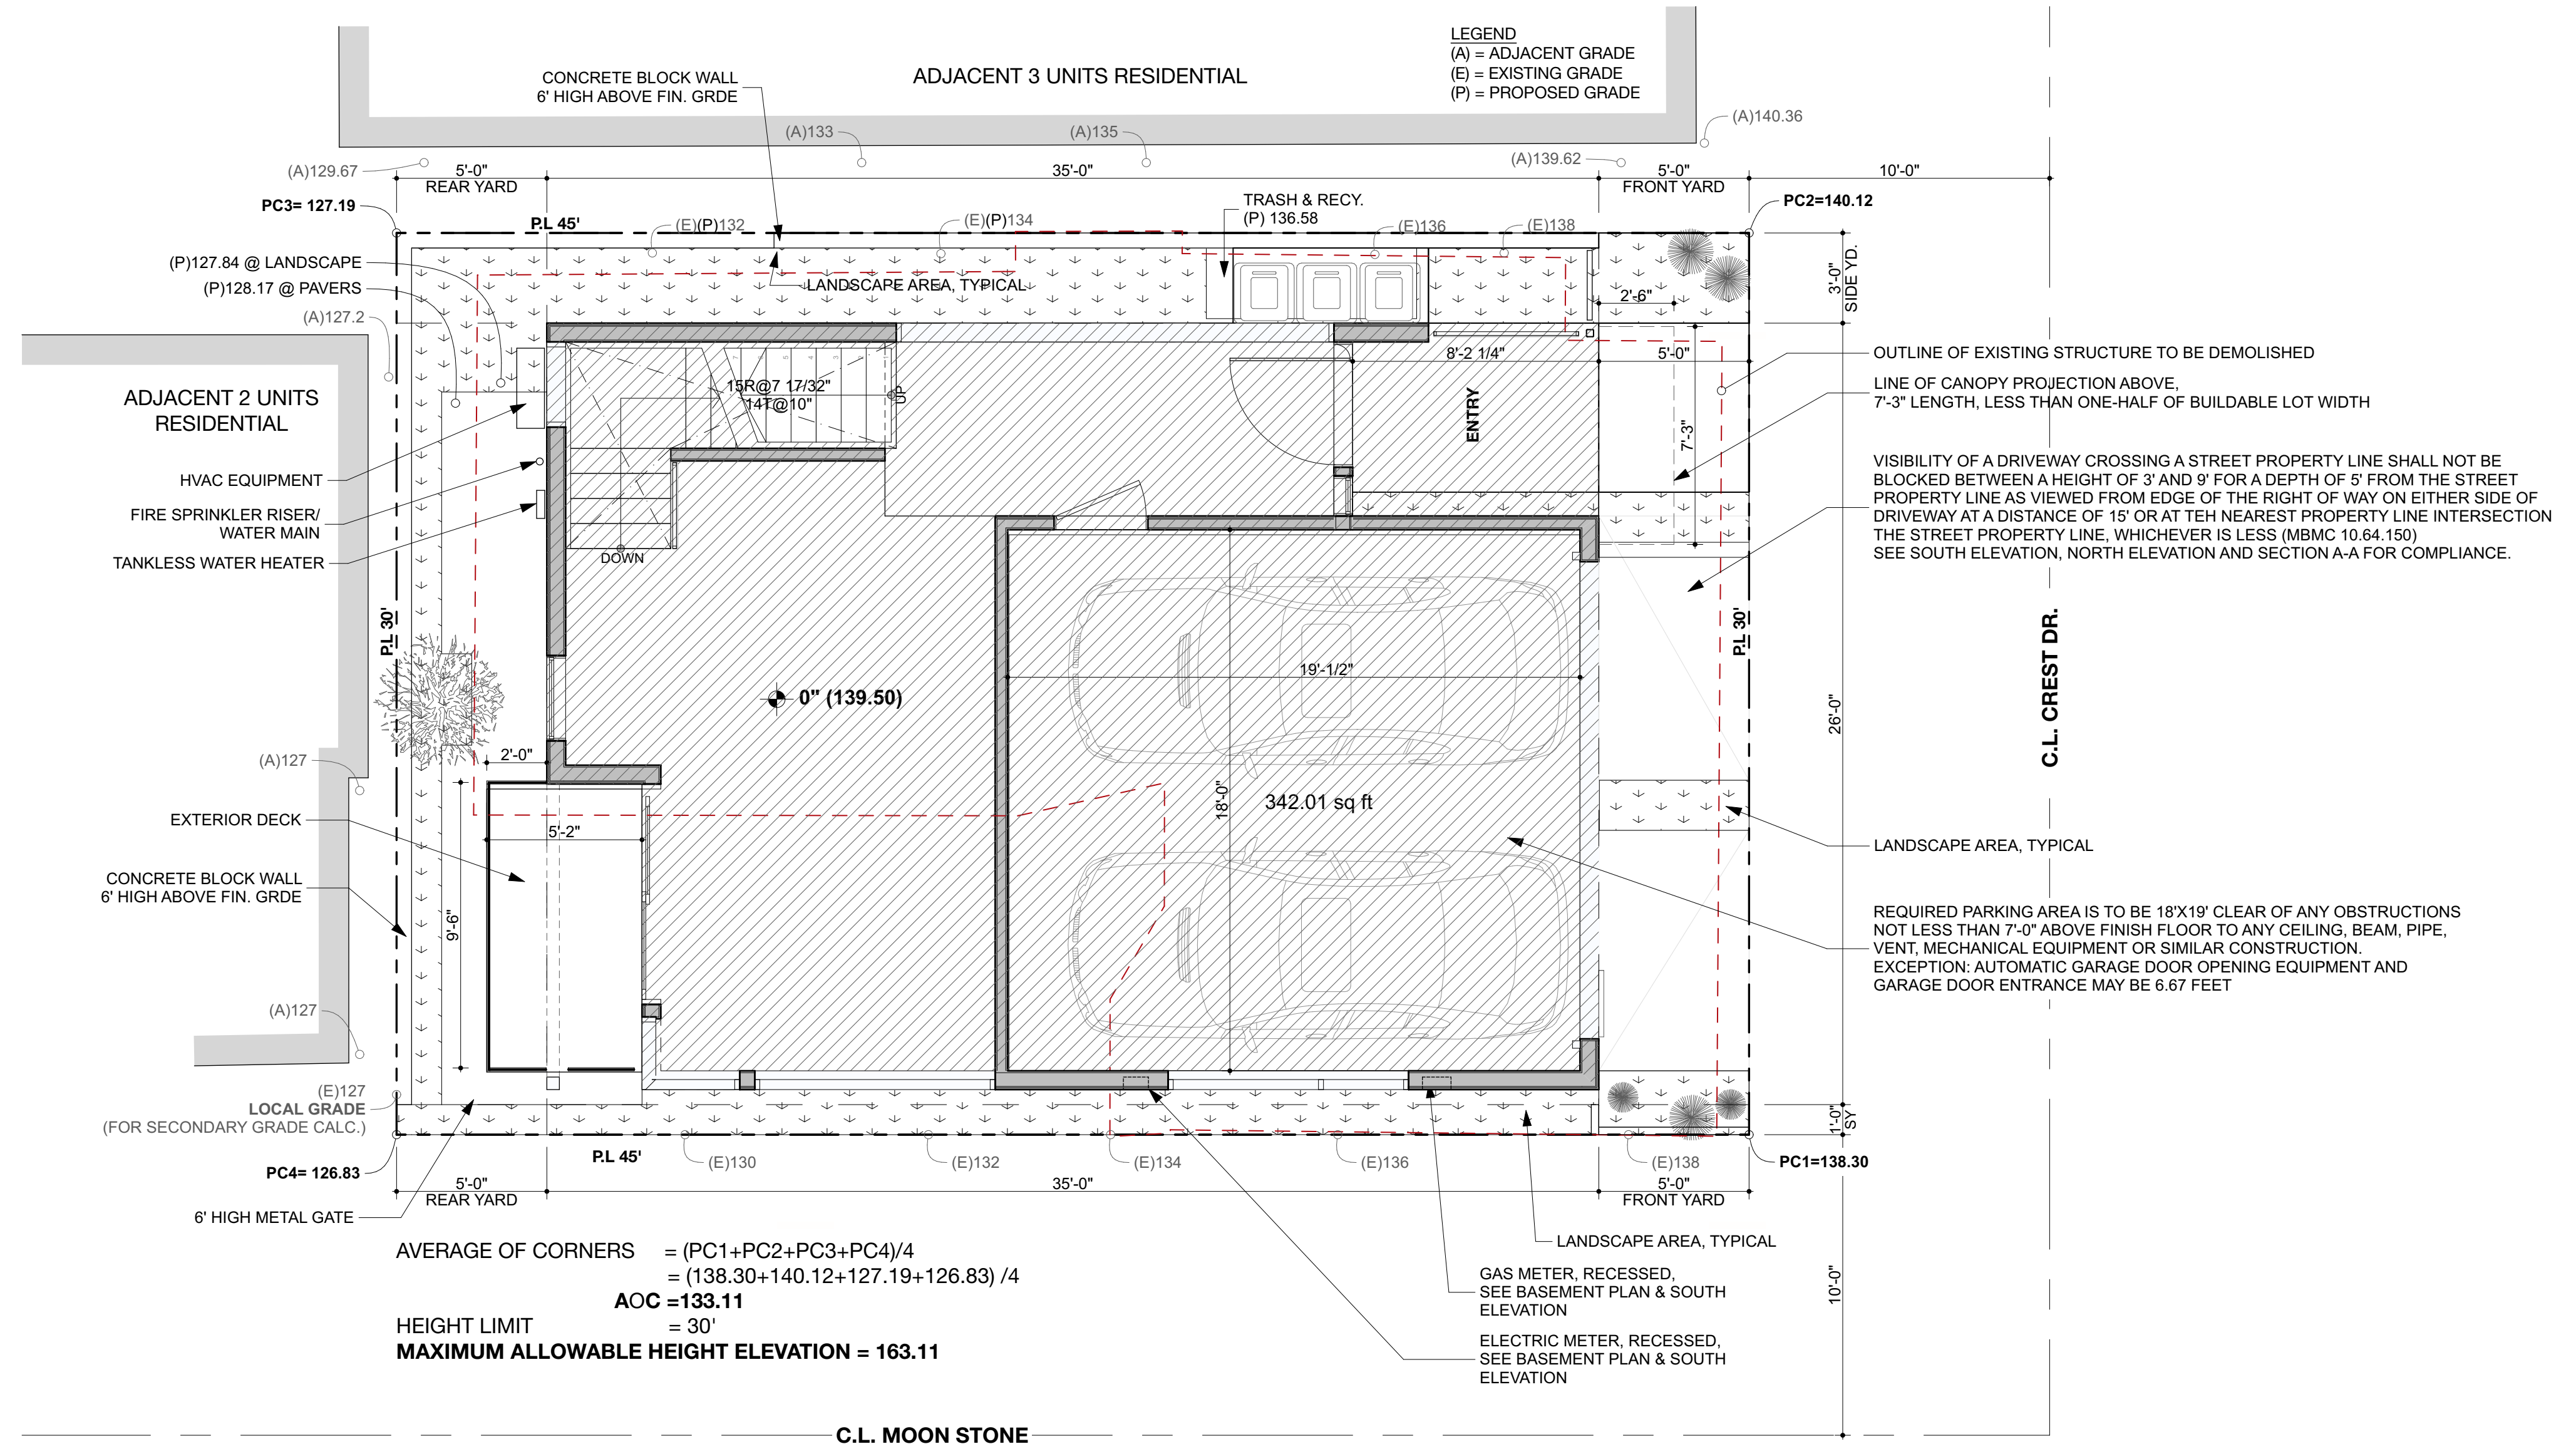 LEGEND
(A) = ADJACENT GRADE
(E) = EXISTING GRADE
(P) = PROPOSED GRADE
CONCRETE BLOCK WALL
6' HIGH ABOVE FIN. GRDE
ADJACENT 3 UNITS RESIDENTIAL
(A)133
(A)135
(A)140.36
(A)129.67
(A)139.62
5'-0"
REAR YARD
35'-0"
5'-0"
FRONT YARD
10'-0"
PC3= 127.19
PC2=140.12
P.L 45'
(E)(P)132
(E)(P)134
TRASH & RECY.
(P) 136.58
(E)136
(E)138
(P)127.84 @ LANDSCAPE
(P)128.17 @ PAVERS
(A)127.2
LANDSCAPE AREA, TYPICAL
2'-6"
3'-0"
SIDE YD.
8'-2 1/4"
5'-0"
OUTLINE OF EXISTING STRUCTURE TO BE DEMOLISHED
LINE OF CANOPY PROJECTION ABOVE,
7'-3" LENGTH, LESS THAN ONE-HALF OF BUILDABLE LOT WIDTH
ADJACENT 2 UNITS
RESIDENTIAL
15R@7 17/32"
14T@10"
7
5
4
3
UP
ENTRY
7'-3"
HVAC EQUIPMENT
FIRE SPRINKLER RISER/
WATER MAIN
TANKLESS WATER HEATER
DOWN
VISIBILITY OF A DRIVEWAY CROSSING A STREET PROPERTY LINE SHALL NOT BE
BLOCKED BETWEEN A HEIGHT OF 3' AND 9' FOR A DEPTH OF 5' FROM THE STREET
PROPERTY LINE AS VIEWED FROM EDGE OF THE RIGHT OF WAY ON EITHER SIDE OF
DRIVEWAY AT A DISTANCE OF 15' OR AT TEH NEAREST PROPERTY LINE INTERSECTION
THE STREET PROPERTY LINE, WHICHEVER IS LESS (MBMC 10.64.150)
SEE SOUTH ELEVATION, NORTH ELEVATION AND SECTION A-A FOR COMPLIANCE.
P.L 30'
P.L 30'
C.L. CREST DR.
0" (139.50)
19'-1/2"
26'-0"
(A)127
2'-0"
18'-0"
342.01 sq ft
EXTERIOR DECK
5'-2"
LANDSCAPE AREA, TYPICAL
CONCRETE BLOCK WALL
6' HIGH ABOVE FIN. GRDE
9'-6"
REQUIRED PARKING AREA IS TO BE 18'X19' CLEAR OF ANY OBSTRUCTIONS
NOT LESS THAN 7'-0" ABOVE FINISH FLOOR TO ANY CEILING, BEAM, PIPE,
VENT, MECHANICAL EQUIPMENT OR SIMILAR CONSTRUCTION.
EXCEPTION: AUTOMATIC GARAGE DOOR OPENING EQUIPMENT AND
GARAGE DOOR ENTRANCE MAY BE 6.67 FEET
(A)127
(E)127
LOCAL GRADE
(FOR SECONDARY GRADE CALC.)
1'-0"
SY
PC4= 126.83
P.L 45'
(E)130
(E)132
(E)134
(E)136
(E)138
PC1=138.30
5'-0"
REAR YARD
35'-0"
5'-0"
FRONT YARD
6' HIGH METAL GATE
LANDSCAPE AREA, TYPICAL
AVERAGE OF CORNERS = (PC1+PC2+PC3+PC4)/4
= (138.30+140.12+127.19+126.83) /4
AOC =133.11
HEIGHT LIMIT = 30'
MAXIMUM ALLOWABLE HEIGHT ELEVATION = 163.11
GAS METER, RECESSED,
SEE BASEMENT PLAN & SOUTH
ELEVATION
10'-0"
ELECTRIC METER, RECESSED,
SEE BASEMENT PLAN & SOUTH
ELEVATION
C.L. MOON STONE